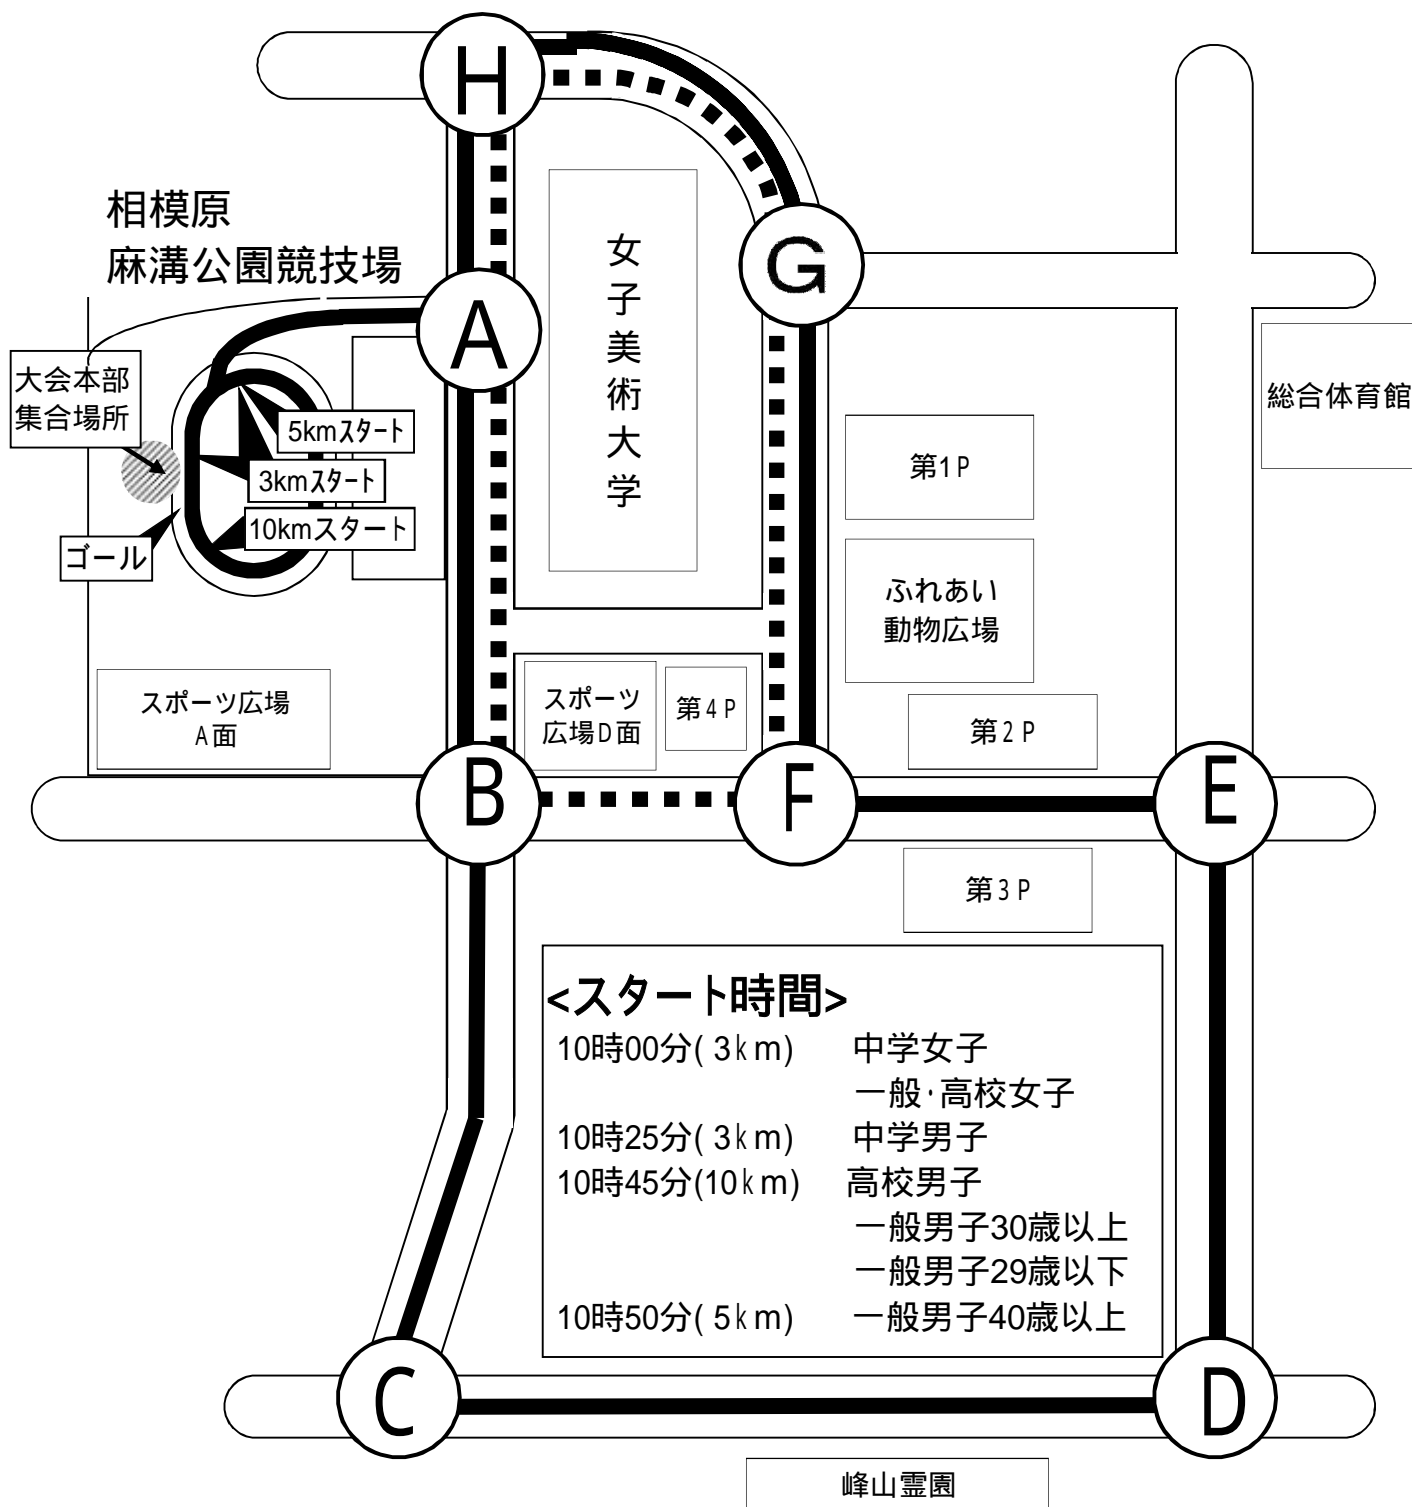 H
相模原
麻溝公園競技場
A
G
女子美術大学
大会本部
集合場所
5kmスタート
3kmスタート
10kmスタート
ゴール
総合体育館
第1P
ふれあい
動物広場
スポーツ広場
A面
スポーツ
広場D面
第4P
第2P
B
F
E
第3P
<スタート時間>
10時00分( 3km) 中学女子
一般・高校女子
10時25分( 3km) 中学男子
10時45分(10km) 高校男子
一般男子30歳以上
一般男子29歳以下
10時50分( 5km) 一般男子40歳以上
C
D
峰山霊園